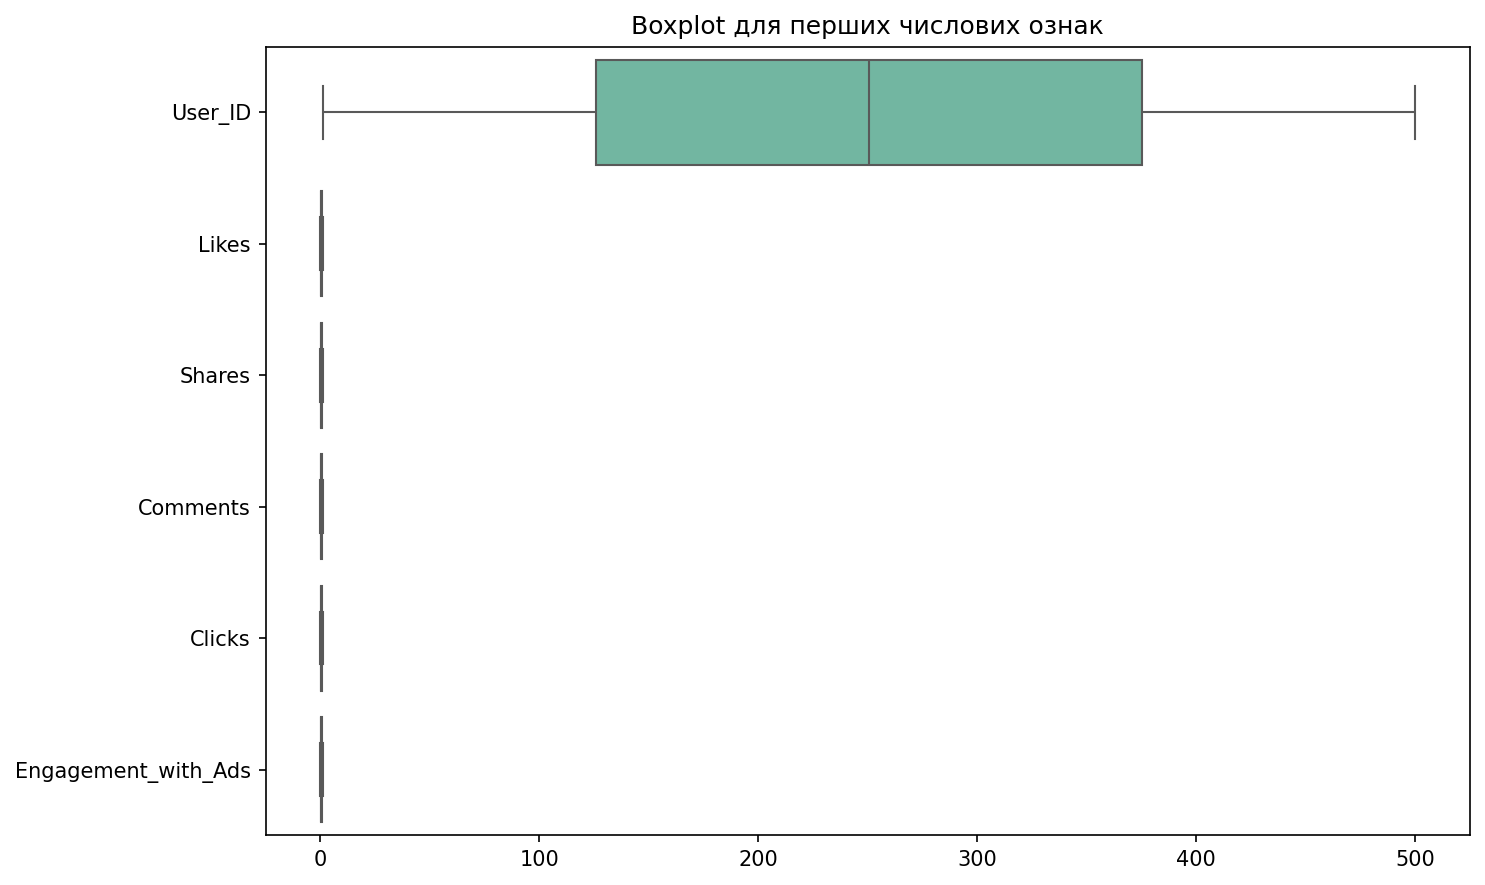 Boxplot для перших числових ознак
User_ID
Likes
Shares
Comments
Clicks
Engagement_with_Ads
0 100 200 300 400 500